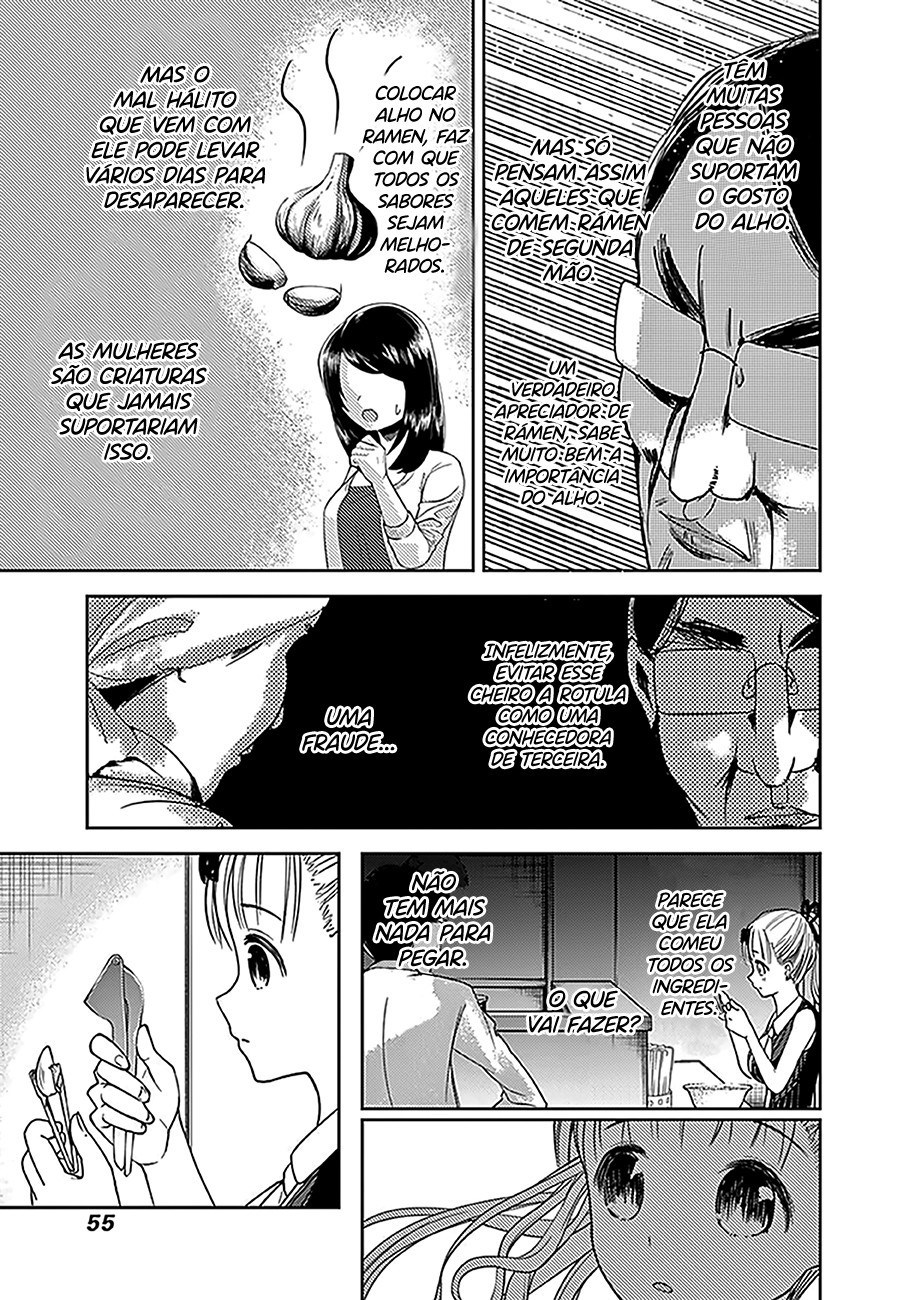 TÊM
MUITAS
PESSOAS
QUE NÃO
SUPORTAM
O GOSTO
DO ALHO.
MAS SÓ
PENSAM ASSIM
AQUELES QUE
COMEM RÁMEN
DE SEGUNDA
MÃO.
UM
VERDADEIRO
APRECIADOR DE
RÁMEN, SABE
MUITO BEM A
IMPORTÂNCIA
DO ALHO.
COLOCAR
ALHO NO
RAMEN, FAZ
COM QUE
TODOS OS
SABORES
SEJAM
MELHO-
RADOS.
MAS O
MAL HÁLITO
QUE VEM COM
ELE PODE LEVAR
VÁRIOS DIAS PARA
DESAPARECER.
AS MULHERES
SÃO CRIATURAS
QUE JAMAIS
SUPORTARIAM
ISSO.
INFELIZMENTE,
EVITAR ESSE
CHEIRO A ROTULA
COMO UMA
CONHECEDORA
DE TERCEIRA.
UMA
FRAUDE...
PARECE
QUE ELA
COMEU
TODOS OS
INGREDI-
ENTES.
NÃO
TEM MAIS
NADA PARA
PEGAR.
O QUE
VAI FAZER?
55